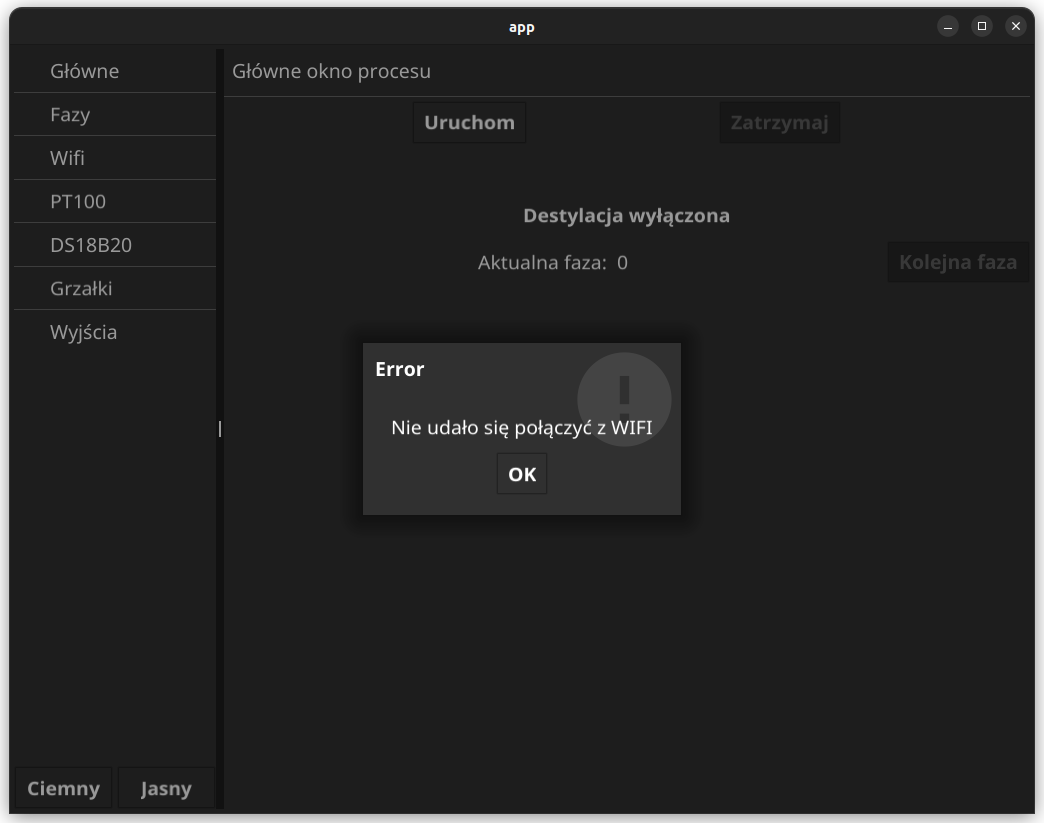 app
Główne
Fazy
Wifi
PT100
DS18B20
Grzałki
Wyjścia
Główne okno procesu
Uruchom Zatrzymaj
Destylacja wyłączona
Aktualna faza: 0 Kolejna faza
Error
Nie udało się połączyć z WIFI
OK
Ciemny Jasny